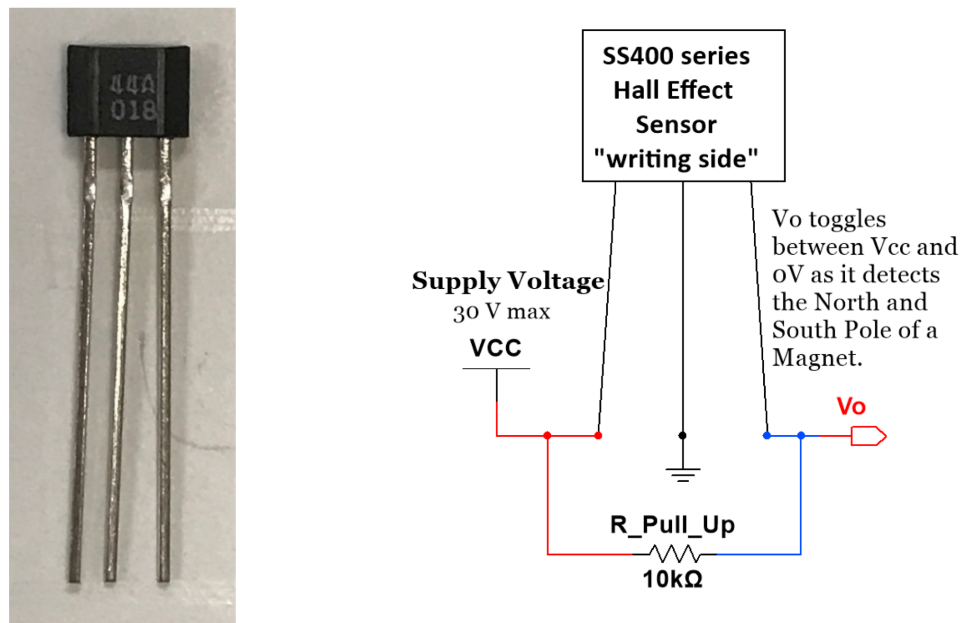 44A
018
SS400 series
Hall Effect
Sensor
"writing side"
Supply Voltage
30 V max
VCC
Vo toggles
between Vcc and
0V as it detects
the North and
South Pole of a
Magnet.
Vo
R_Pull_Up
10kΩ